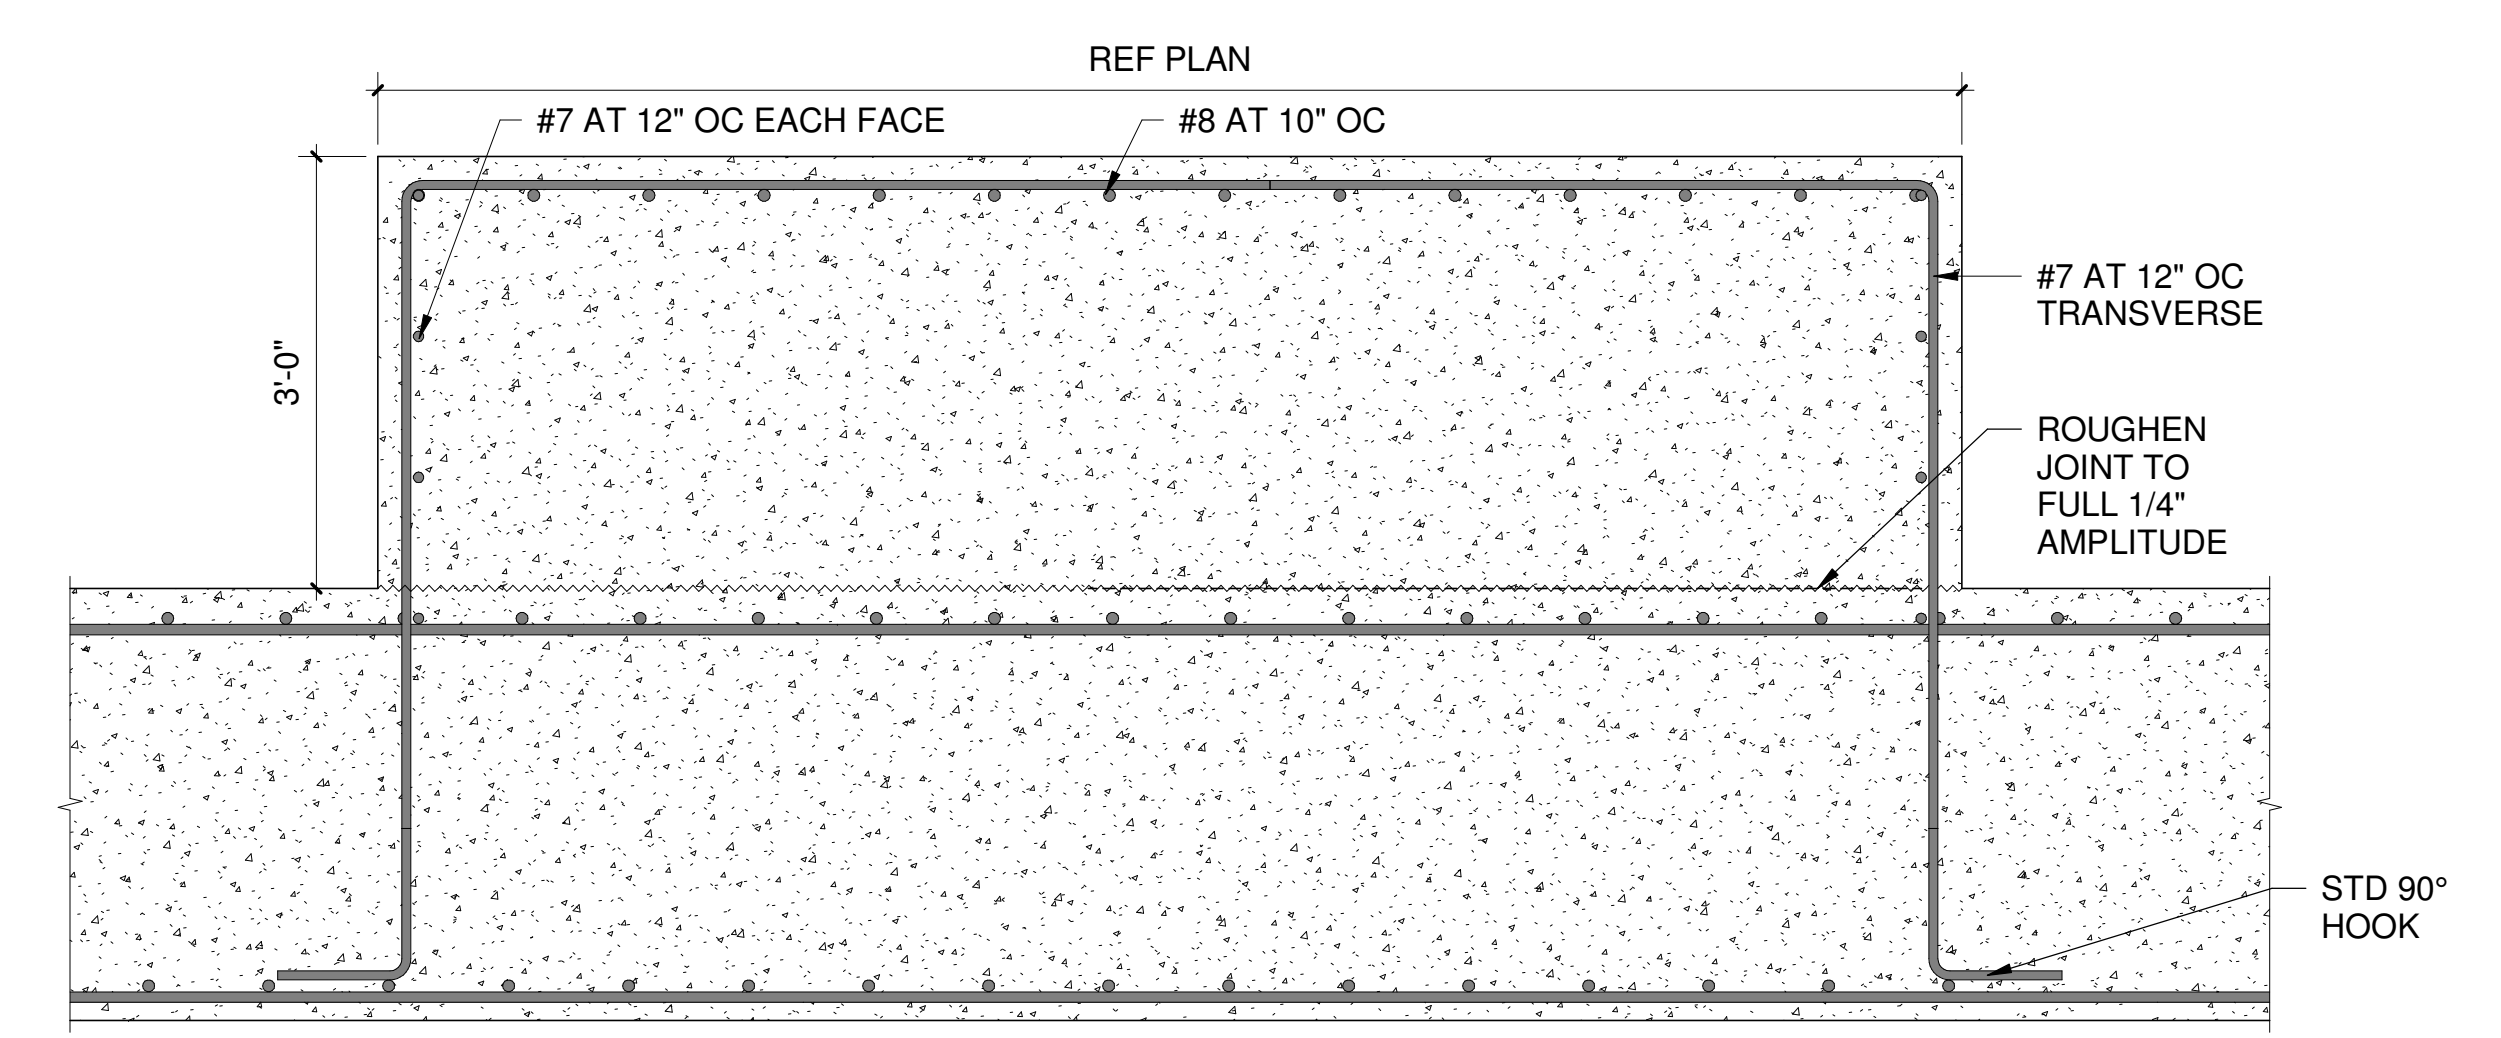 REF PLAN
#7 AT 12" OC EACH FACE
#8 AT 10" OC
3'-0"
#7 AT 12" OC
TRANSVERSE
ROUGHEN
JOINT TO
FULL 1/4"
AMPLITUDE
STD 90°
HOOK